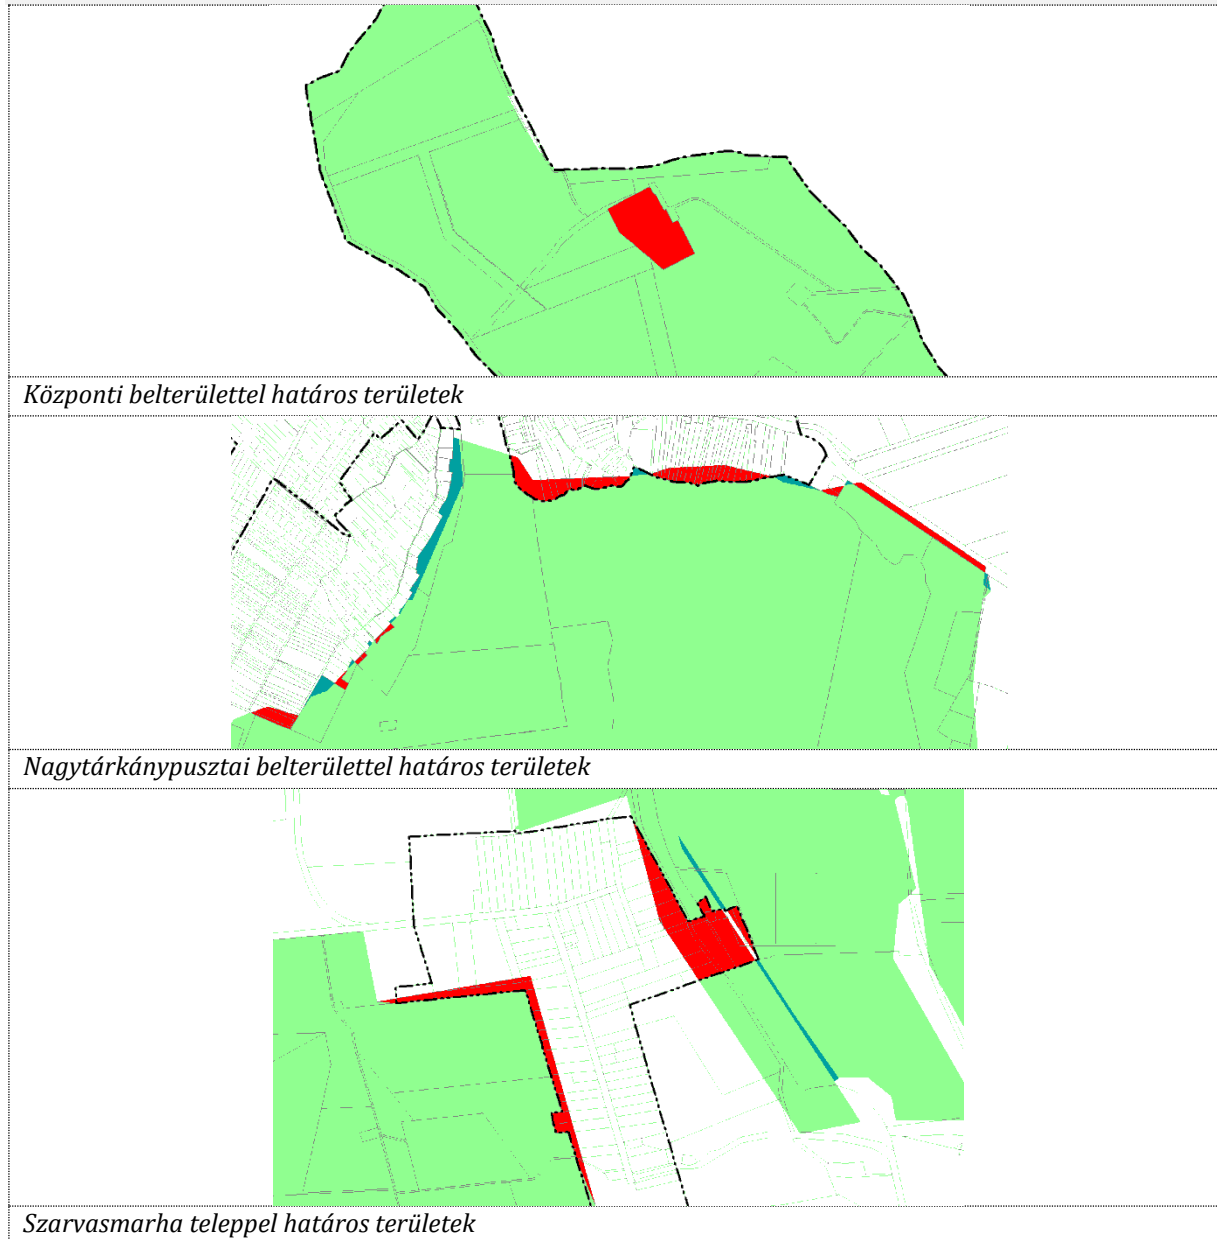 Központi belterülettel határos területek
Nagytárkánypusztai belterülettel határos területek
Szarvasmarha teleppel határos területek